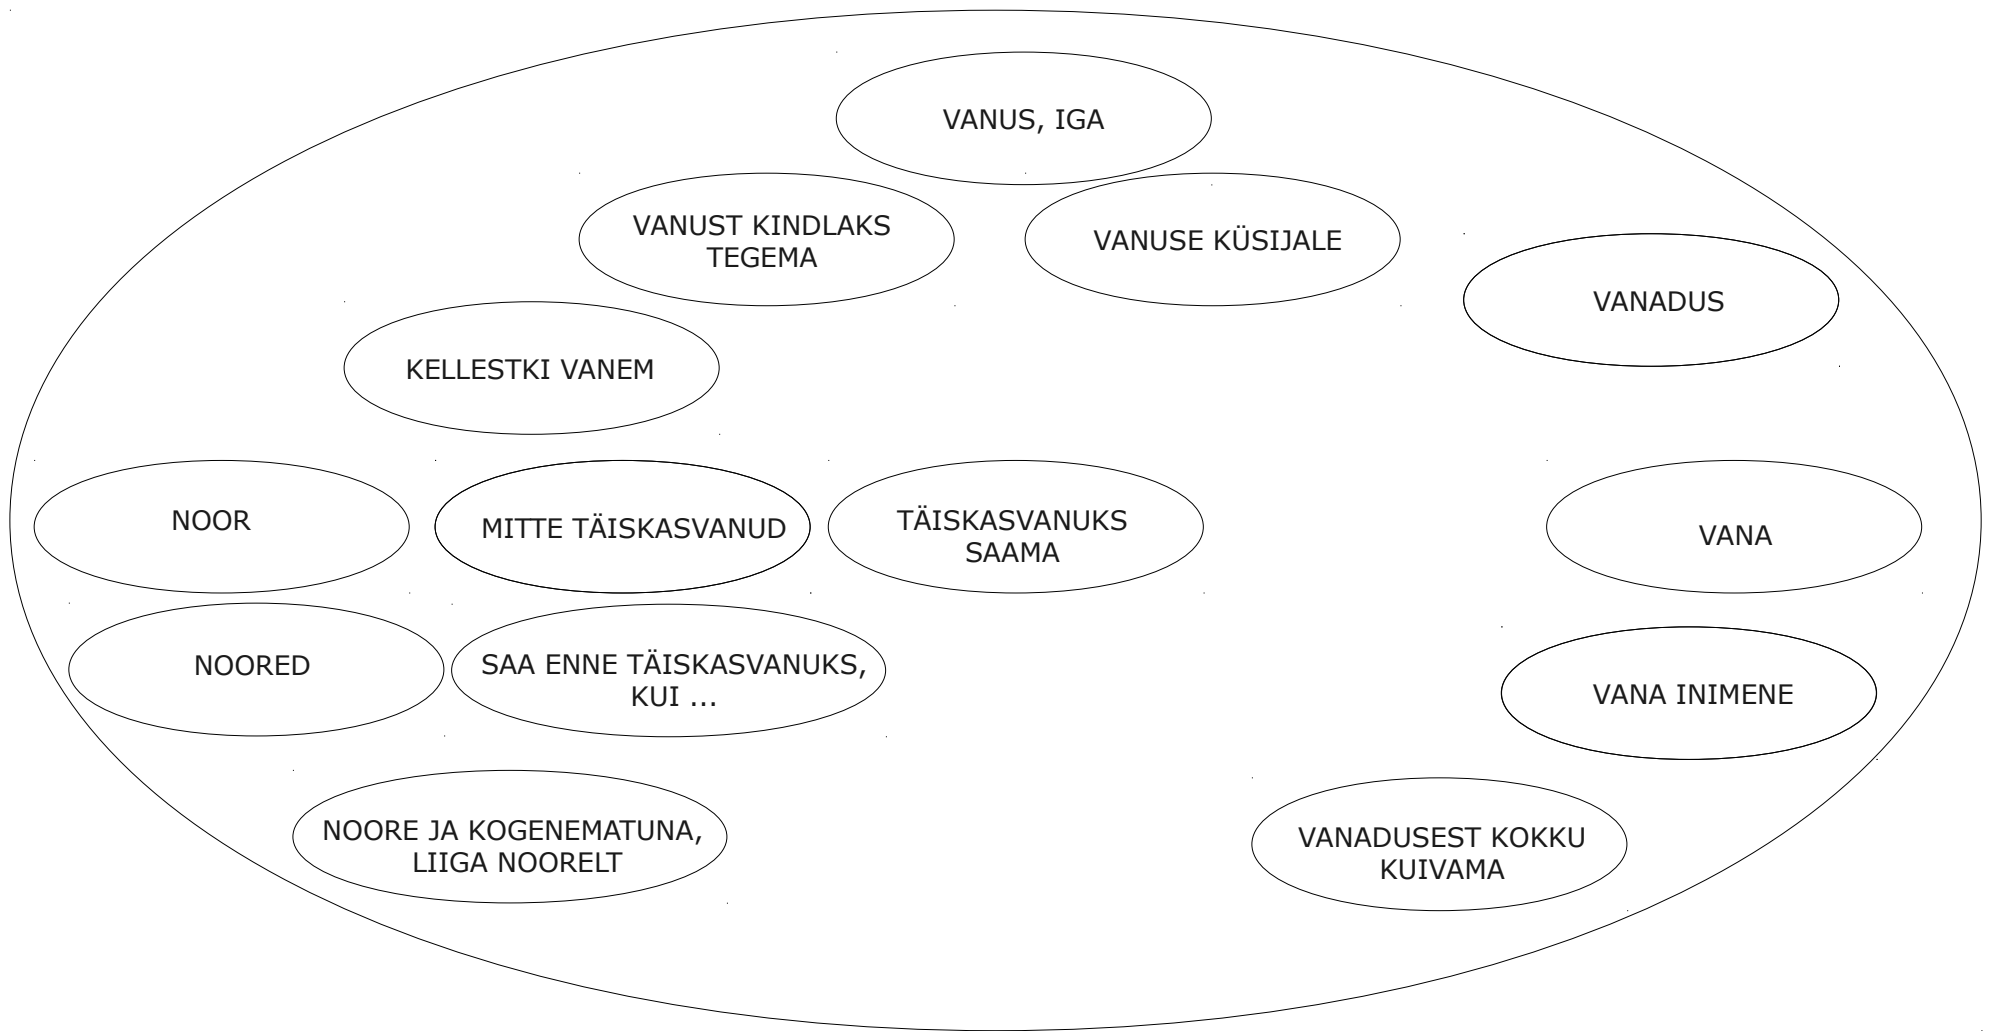 VANUS, IGA
VANUST KINDLAKS
TEGEMA
VANUSE KÜSIJALE
VANADUS
KELLESTKI VANEM
NOOR
MITTE TÄISKASVANUD
TÄISKASVANUKS
SAAMA
VANA
NOORED
SAA ENNE TÄISKASVANUKS,
KUI ...
VANA INIMENE
NOORE JA KOGENEMATUNA,
LIIGA NOORELT
VANADUSEST KOKKU
KUIVAMA